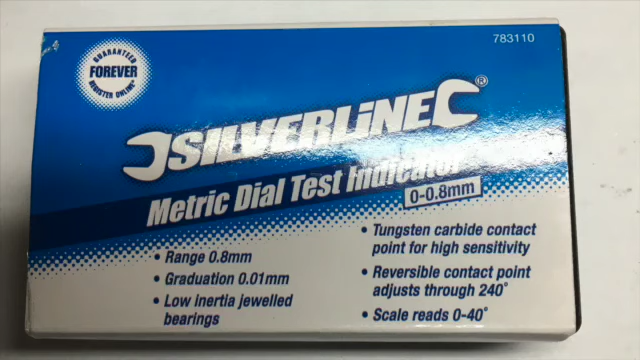 783110
GUARANTEED
FOREVER
REGISTER ONLINE*
SILVERLINE®
Metric Dial Test Indicator
0-0.8mm
• Range 0.8mm
• Graduation 0.01mm
• Low inertia jewelled
bearings
• Tungsten carbide contact
point for high sensitivity
• Reversible contact point
adjusts through 240°
• Scale reads 0-40°